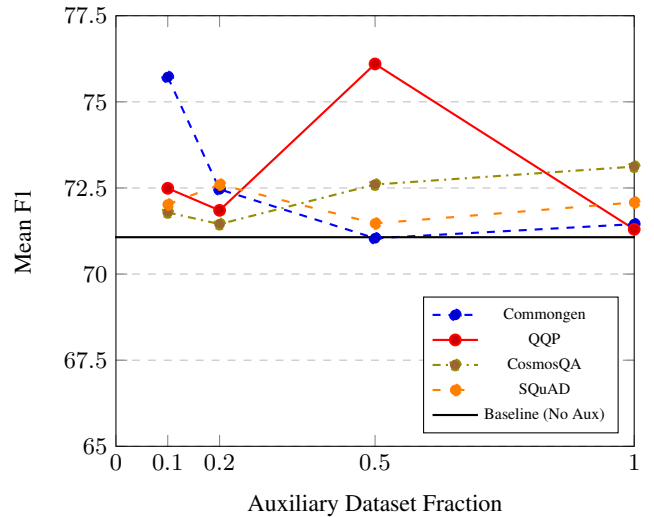 77.5
75
72.5
70
67.5
65
Mean F1
Commongen
QQP
CosmosQA
SQuAD
Baseline (No Aux)
0 0.1 0.2 0.5 1
Auxiliary Dataset Fraction